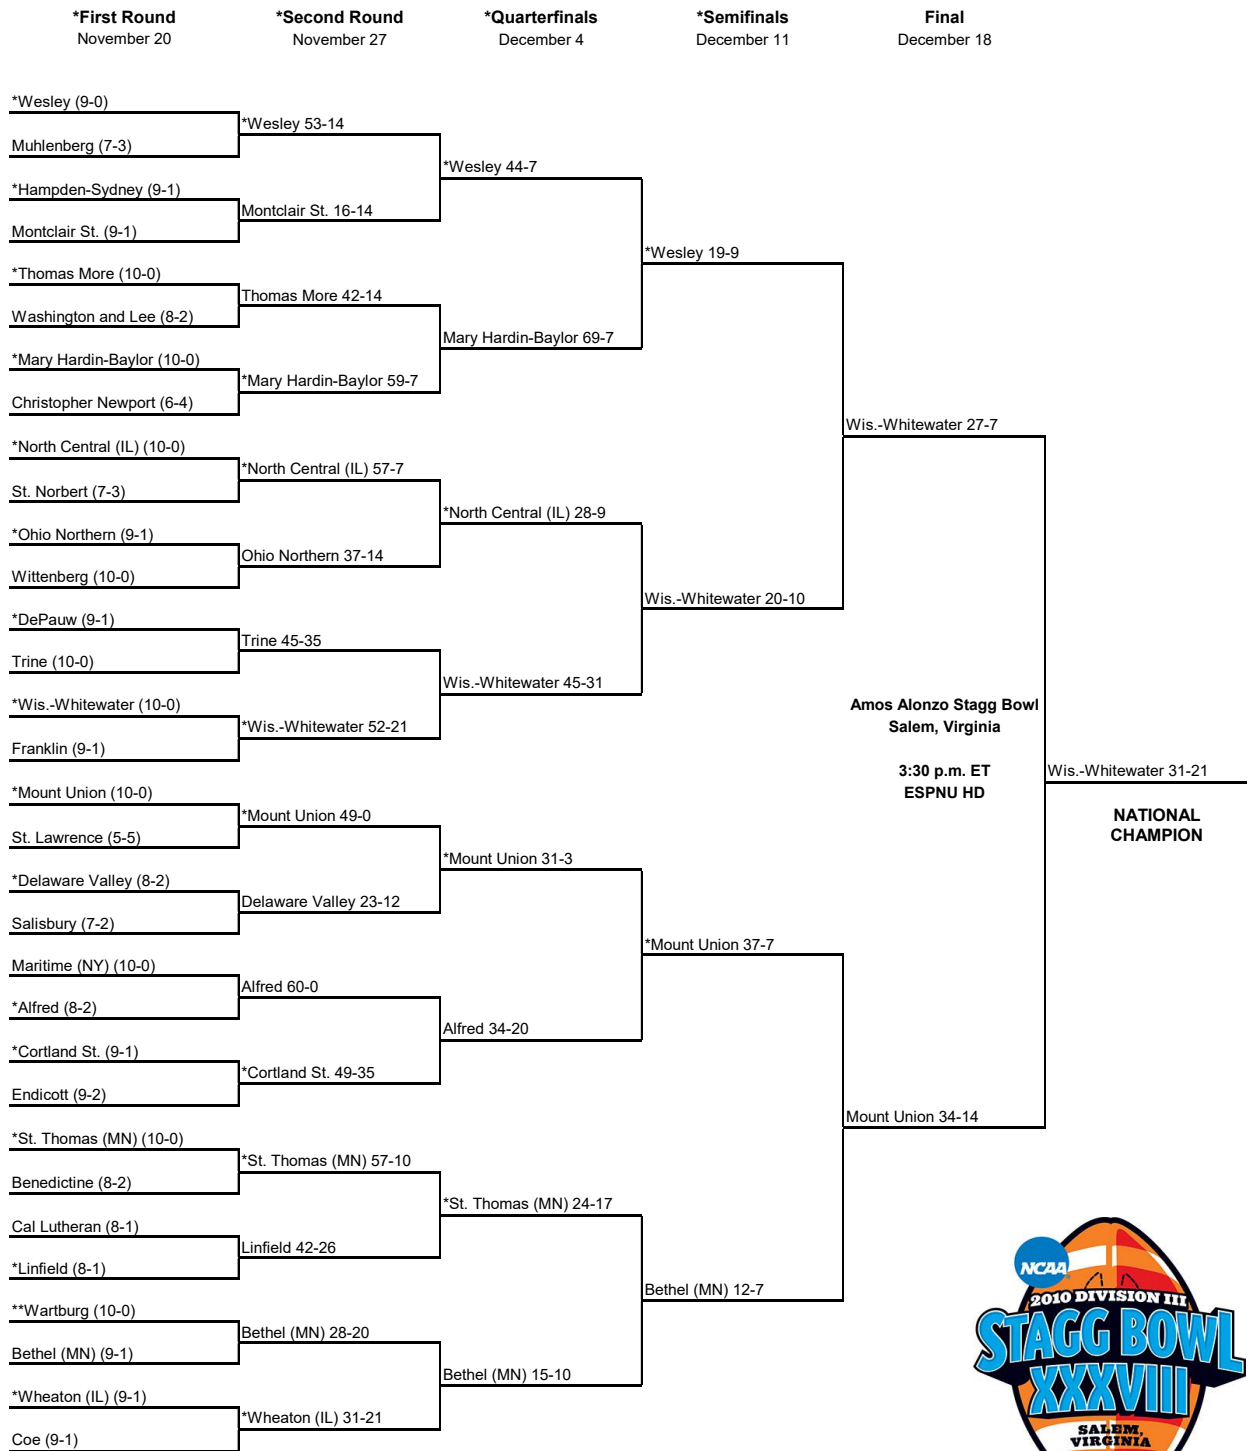 *First Round
November 20
*Second Round
November 27
*Quarterfinals
December 4
*Semifinals
December 11
Final
December 18
*Wesley (9-0)
Muhlenberg (7-3)
*Hampden-Sydney (9-1)
Montclair St. (9-1)
*Thomas More (10-0)
Washington and Lee (8-2)
*Mary Hardin-Baylor (10-0)
Christopher Newport (6-4)
*North Central (IL) (10-0)
St. Norbert (7-3)
*Ohio Northern (9-1)
Wittenberg (10-0)
*DePauw (9-1)
Trine (10-0)
*Wis.-Whitewater (10-0)
Franklin (9-1)
*Mount Union (10-0)
St. Lawrence (5-5)
*Delaware Valley (8-2)
Salisbury (7-2)
Maritime (NY) (10-0)
*Alfred (8-2)
*Cortland St. (9-1)
Endicott (9-2)
*St. Thomas (MN) (10-0)
Benedictine (8-2)
Cal Lutheran (8-1)
*Linfield (8-1)
**Wartburg (10-0)
Bethel (MN) (9-1)
*Wheaton (IL) (9-1)
Coe (9-1)
*Wesley 53-14
Montclair St. 16-14
Thomas More 42-14
*Mary Hardin-Baylor 59-7
*North Central (IL) 57-7
Ohio Northern 37-14
Trine 45-35
*Wis.-Whitewater 52-21
*Mount Union 49-0
Delaware Valley 23-12
Alfred 60-0
*Cortland St. 49-35
*St. Thomas (MN) 57-10
Linfield 42-26
Bethel (MN) 28-20
*Wheaton (IL) 31-21
*Wesley 44-7
Mary Hardin-Baylor 69-7
*North Central (IL) 28-9
Wis.-Whitewater 45-31
*Mount Union 31-3
Alfred 34-20
*St. Thomas (MN) 24-17
Bethel (MN) 15-10
*Wesley 19-9
Wis.-Whitewater 20-10
*Mount Union 37-7
Bethel (MN) 12-7
Wis.-Whitewater 27-7
Mount Union 34-14
Amos Alonzo Stagg Bowl
Salem, Virginia
3:30 p.m. ET
ESPNU HD
Wis.-Whitewater 31-21
NATIONAL
CHAMPION
NCAA
2010 DIVISION III
STAGG BOWL
XXXVIII
SALEM,
VIRGINIA